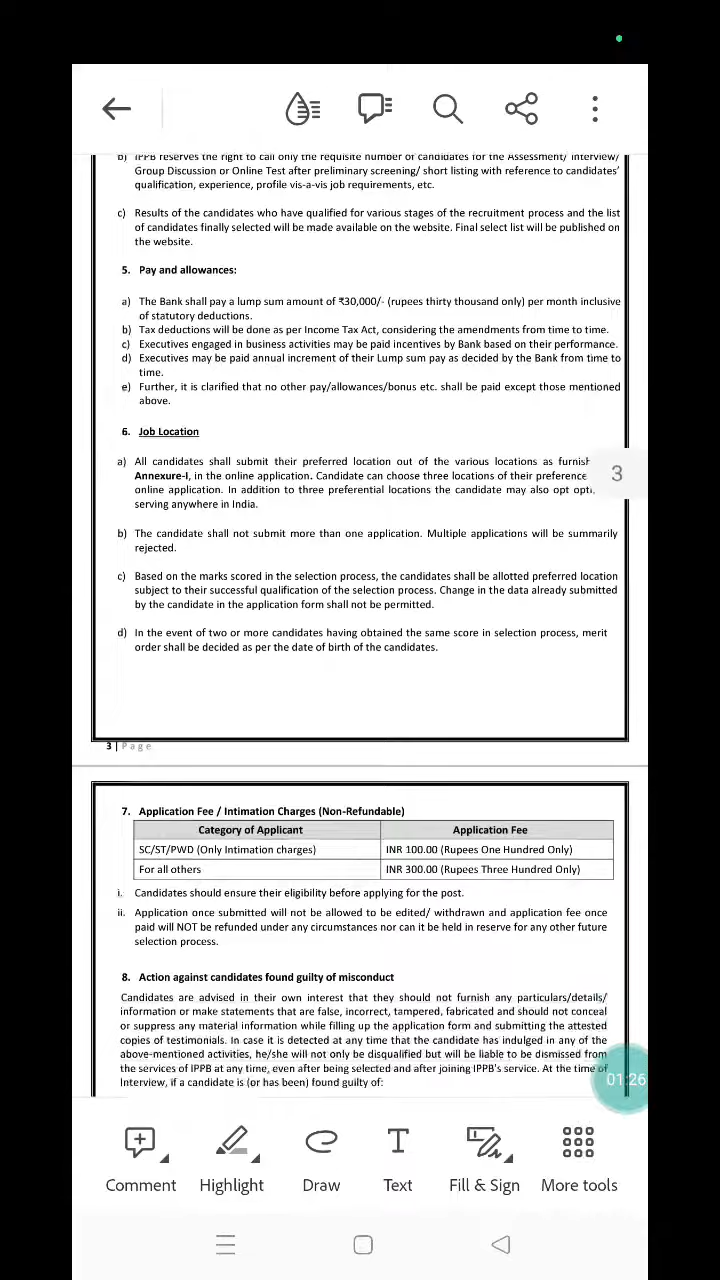 b) IPPB reserves the right to call only the requisite number of candidates for the Assessment/ Interview/
Group Discussion or Online Test after preliminary screening/ short listing with reference to candidates'
qualification, experience, profile vis-a-vis job requirements, etc.
c) Results of the candidates who have qualified for various stages of the recruitment process and the list
of candidates finally selected will be made available on the website. Final select list will be published on
the website.
5. Pay and allowances:
a) The Bank shall pay a lump sum amount of ₹30,000/- (rupees thirty thousand only) per month inclusive
of statutory deductions.
b) Tax deductions will be done as per Income Tax Act, considering the amendments from time to time.
c) Executives engaged in business activities may be paid incentives by Bank based on their performance.
d) Executives may be paid annual increment of their Lump sum pay as decided by the Bank from time to
time.
e) Further, it is clarified that no other pay/allowances/bonus etc. shall be paid except those mentioned
above.
6. Job Location
a) All candidates shall submit their preferred location out of the various locations as furnish
Annexure-I, in the online application. Candidate can choose three locations of their preference
3
online application. In addition to three preferential locations the candidate may also opt opti
serving anywhere in India.
b) The candidate shall not submit more than one application. Multiple applications will be summarily
rejected.
c) Based on the marks scored in the selection process, the candidates shall be allotted preferred location
subject to their successful qualification of the selection process. Change in the data already submitted
by the candidate in the application form shall not be permitted.
d) In the event of two or more candidates having obtained the same score in selection process, merit
order shall be decided as per the date of birth of the candidates.
3 | Page
7. Application Fee / Intimation Charges (Non-Refundable)
Category of Applicant Application Fee
SC/ST/PWD (Only Intimation charges) INR 100.00 (Rupees One Hundred Only)
For all others INR 300.00 (Rupees Three Hundred Only)
i. Candidates should ensure their eligibility before applying for the post.
ii. Application once submitted will not be allowed to be edited/ withdrawn and application fee once
paid will NOT be refunded under any circumstances nor can it be held in reserve for any other future
selection process.
8. Action against candidates found guilty of misconduct
Candidates are advised in their own interest that they should not furnish any particulars/details/
information or make statements that are false, incorrect, tampered, fabricated and should not conceal
or suppress any material information while filling up the application form and submitting the attested
copies of testimonials. In case it is detected at any time that the candidate has indulged in any of the
above-mentioned activities, he/she will not only be disqualified but will be liable to be dismissed from
the services of IPPB at any time, even after being selected and after joining IPPB's service. At the time of
Interview, if a candidate is (or has been) found guilty of:
01:26
Comment Highlight Draw Text Fill & Sign More tools